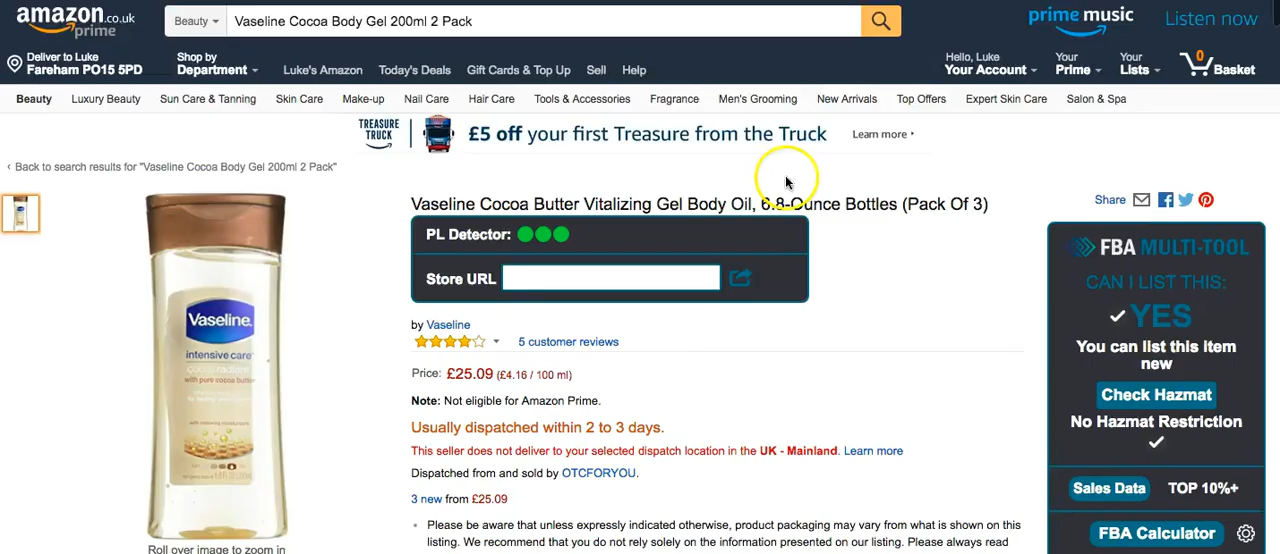 amazon.co.uk
prime
Beauty
Vaseline Cocoa Body Gel 200ml 2 Pack
prime music
Listen now
Deliver to Luke
Fareham PO15 5PD
Shop by
Department
Luke's Amazon
Today's Deals
Gift Cards & Top Up
Sell
Help
Hello, Luke
Your Account
Your
Prime
Your
Lists
0
Basket
Beauty
Luxury Beauty
Sun Care & Tanning
Skin Care
Make-up
Nail Care
Hair Care
Tools & Accessories
Fragrance
Men's Grooming
New Arrivals
Top Offers
Expert Skin Care
Salon & Spa
TREASURE
TRUCK
£5 off your first Treasure from the Truck
Learn more
‹ Back to search results for "Vaseline Cocoa Body Gel 200ml 2 Pack"
Vaseline.
intensive care
cocoa radiant
with pure cocoa butter
Roll over image to zoom in
Vaseline Cocoa Butter Vitalizing Gel Body Oil, 6.8-Ounce Bottles (Pack Of 3)
PL Detector:
Store URL
by Vaseline
5 customer reviews
Price: £25.09 (£4.16 / 100 ml)
Note: Not eligible for Amazon Prime.
Usually dispatched within 2 to 3 days.
This seller does not deliver to your selected dispatch location in the UK - Mainland. Learn more
Dispatched from and sold by OTCFORYOU.
3 new from £25.09
Please be aware that unless expressly indicated otherwise, product packaging may vary from what is shown on this
listing. We recommend that you do not rely solely on the information presented on our listing. Please always read
Share
FBA MULTI-TOOL
CAN I LIST THIS:
YES
You can list this item
new
Check Hazmat
No Hazmat Restriction
Sales Data
TOP 10%+
FBA Calculator